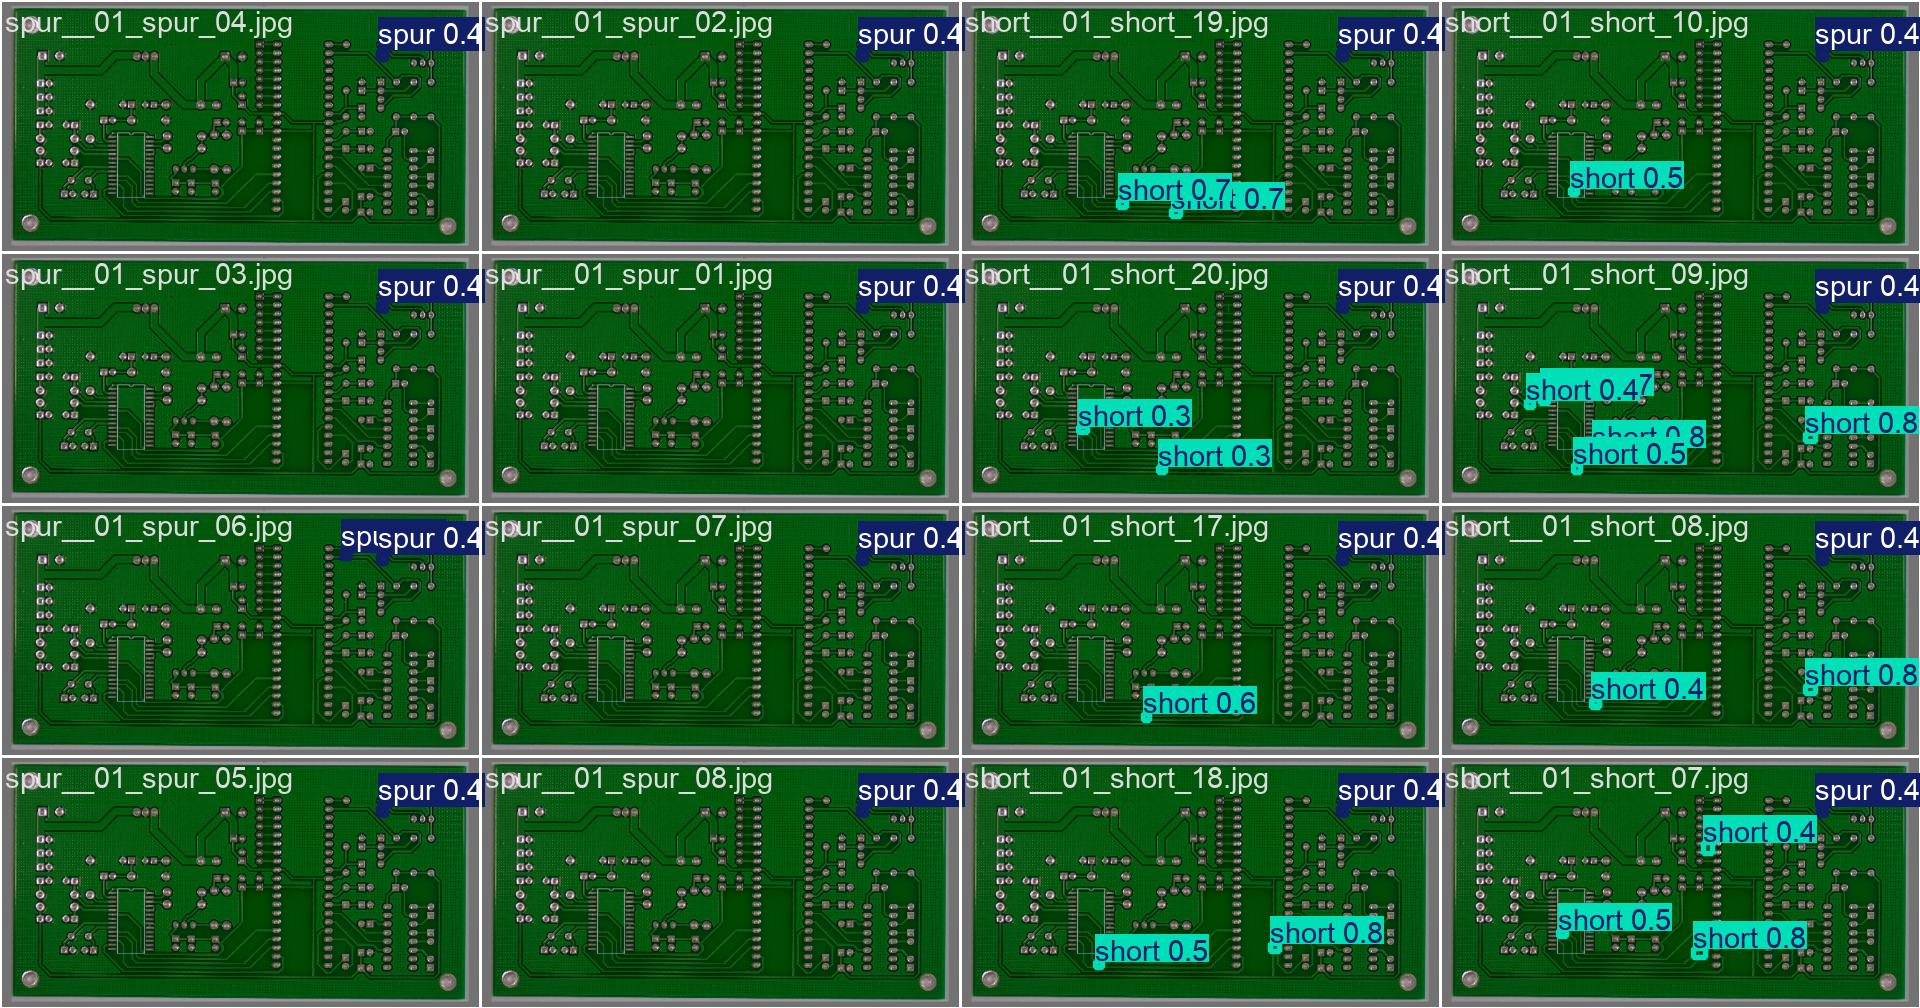 spur__01_spur_04.jpg
spur 0.4
spur__01_spur_02.jpg
spur 0.4
short__01_short_19.jpg
spur 0.4
short 0.7
0.7
short__01_short_10.jpg
spur 0.4
short 0.5
spur__01_spur_03.jpg
spur 0.4
spur__01_spur_01.jpg
spur 0.4
short__01_short_20.jpg
spur 0.4
short 0.3
short 0.3
short__01_short_09.jpg
spur 0.4
short 0.47
short 0.8
short 0.8
short 0.5
spur__01_spur_06.jpg
spur 0.4
spur__01_spur_07.jpg
spur 0.4
short__01_short_17.jpg
spur 0.4
short 0.6
short__01_short_08.jpg
spur 0.4
short 0.8
short 0.4
spur__01_spur_05.jpg
spur 0.4
spur__01_spur_08.jpg
spur 0.4
short__01_short_18.jpg
spur 0.4
short 0.8
short 0.5
short__01_short_07.jpg
spur 0.4
short 0.4
short 0.5
short 0.8